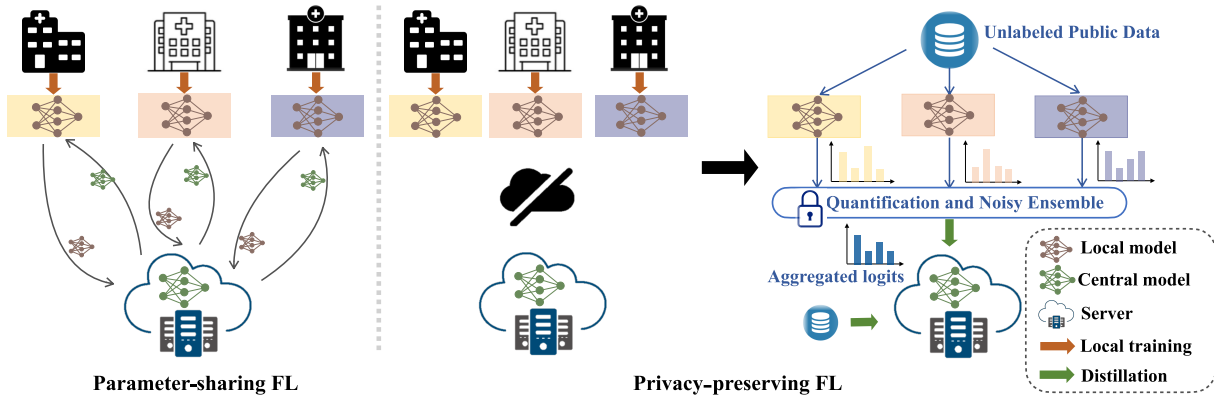 Unlabeled Public Data
Quantification and Noisy Ensemble
Aggregated logits
Local model
Central model
Server
Local training
Distillation
Parameter-sharing FL
Privacy-preserving FL